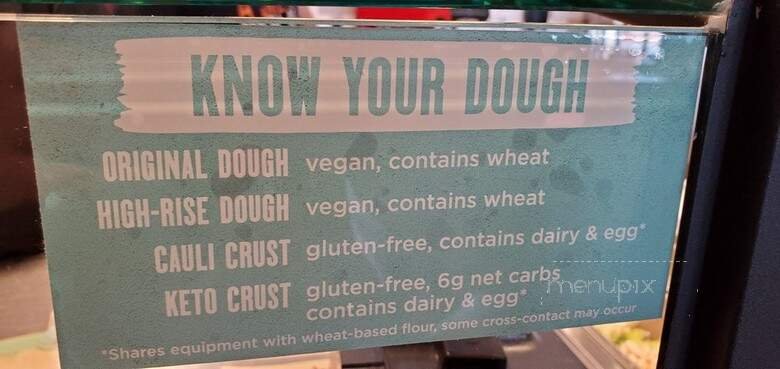 KNOW YOUR DOUGH
ORIGINAL DOUGH vegan, contains wheat
HIGH-RISE DOUGH vegan, contains wheat
CAULI CRUST gluten-free, contains dairy & egg*
KETO CRUST gluten-free, 6g net carbs
contains dairy & egg*
menupix
*Shares equipment with wheat-based flour, some cross-contact may occur